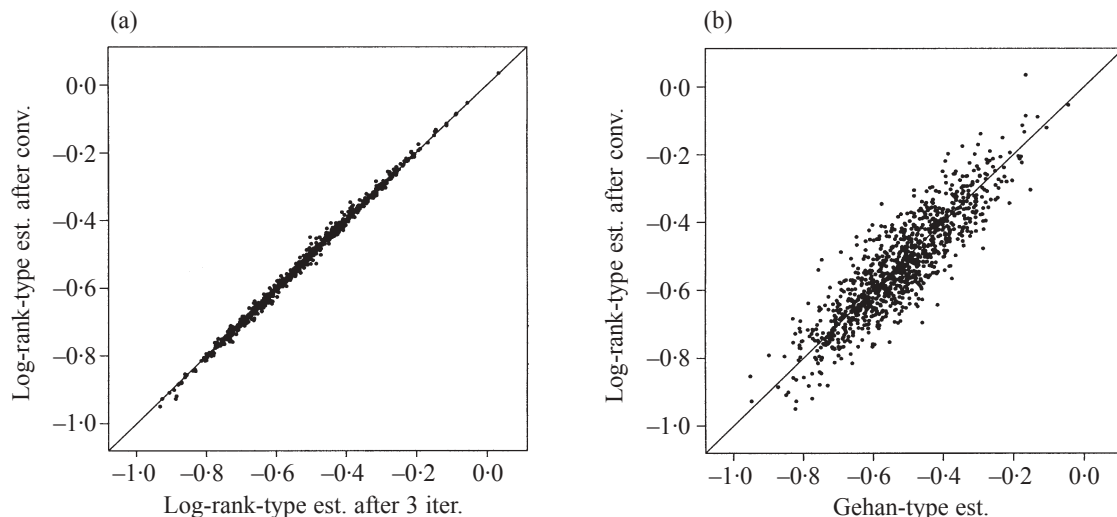 (a)
Log-rank-type est. after conv.
0·0
–0·2
–0·4
–0·6
–0·8
–1·0
–1·0 –0·8 –0·6 –0·4 –0·2 0·0
Log-rank-type est. after 3 iter.
(b)
Log-rank-type est. after conv.
0·0
–0·2
–0·4
–0·6
–0·8
–1·0
–1·0 –0·8 –0·6 –0·4 –0·2 0·0
Gehan-type est.